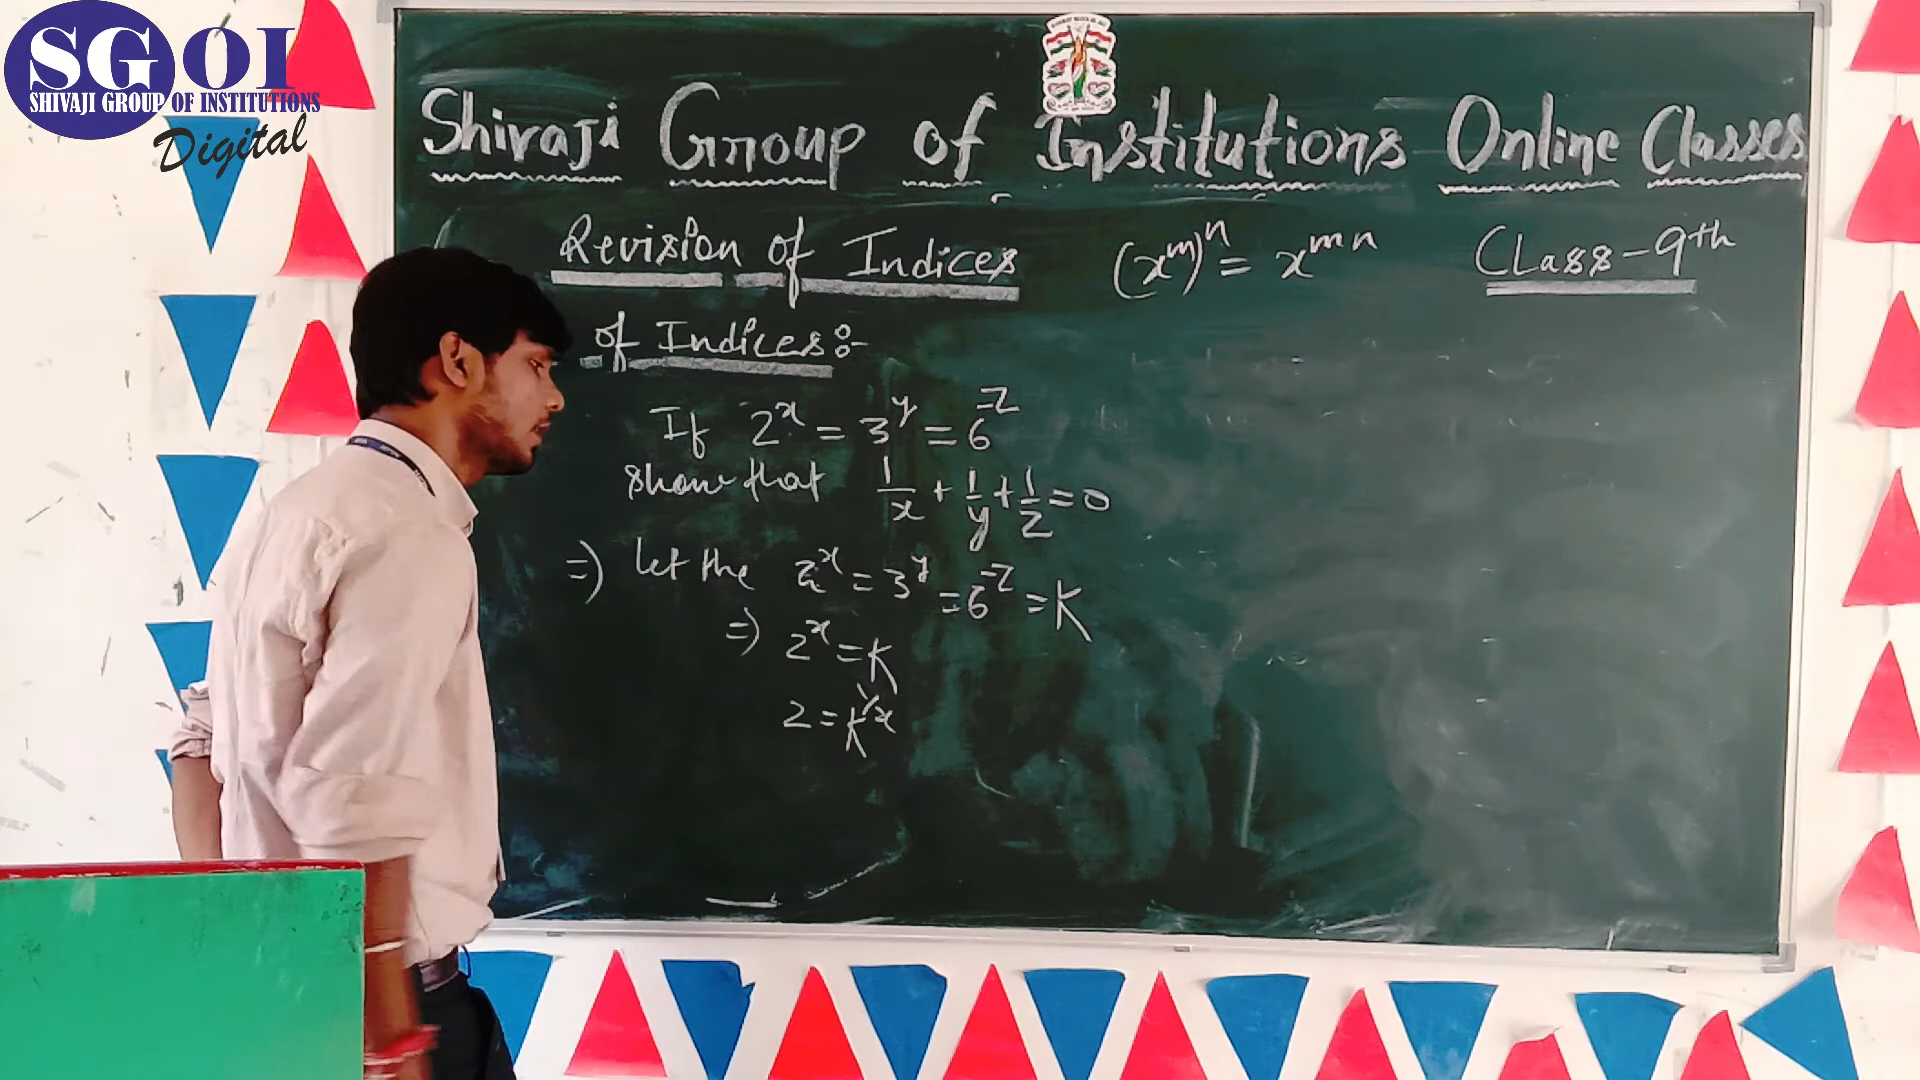 SGOI
SHIVAJI GROUP OF INSTITUTIONS
Digital
Shivaji Group of Institutions Online Classes
Revision of Indices (x^m)^n = x^mn Class-9th
of Indices:-
If 2^x = 3^y = 6^-z
show that 1/x + 1/y + 1/z = 0
=) let the 2^x = 3^y = 6^-z = K
=) 2^x = K
2 = K^1/x